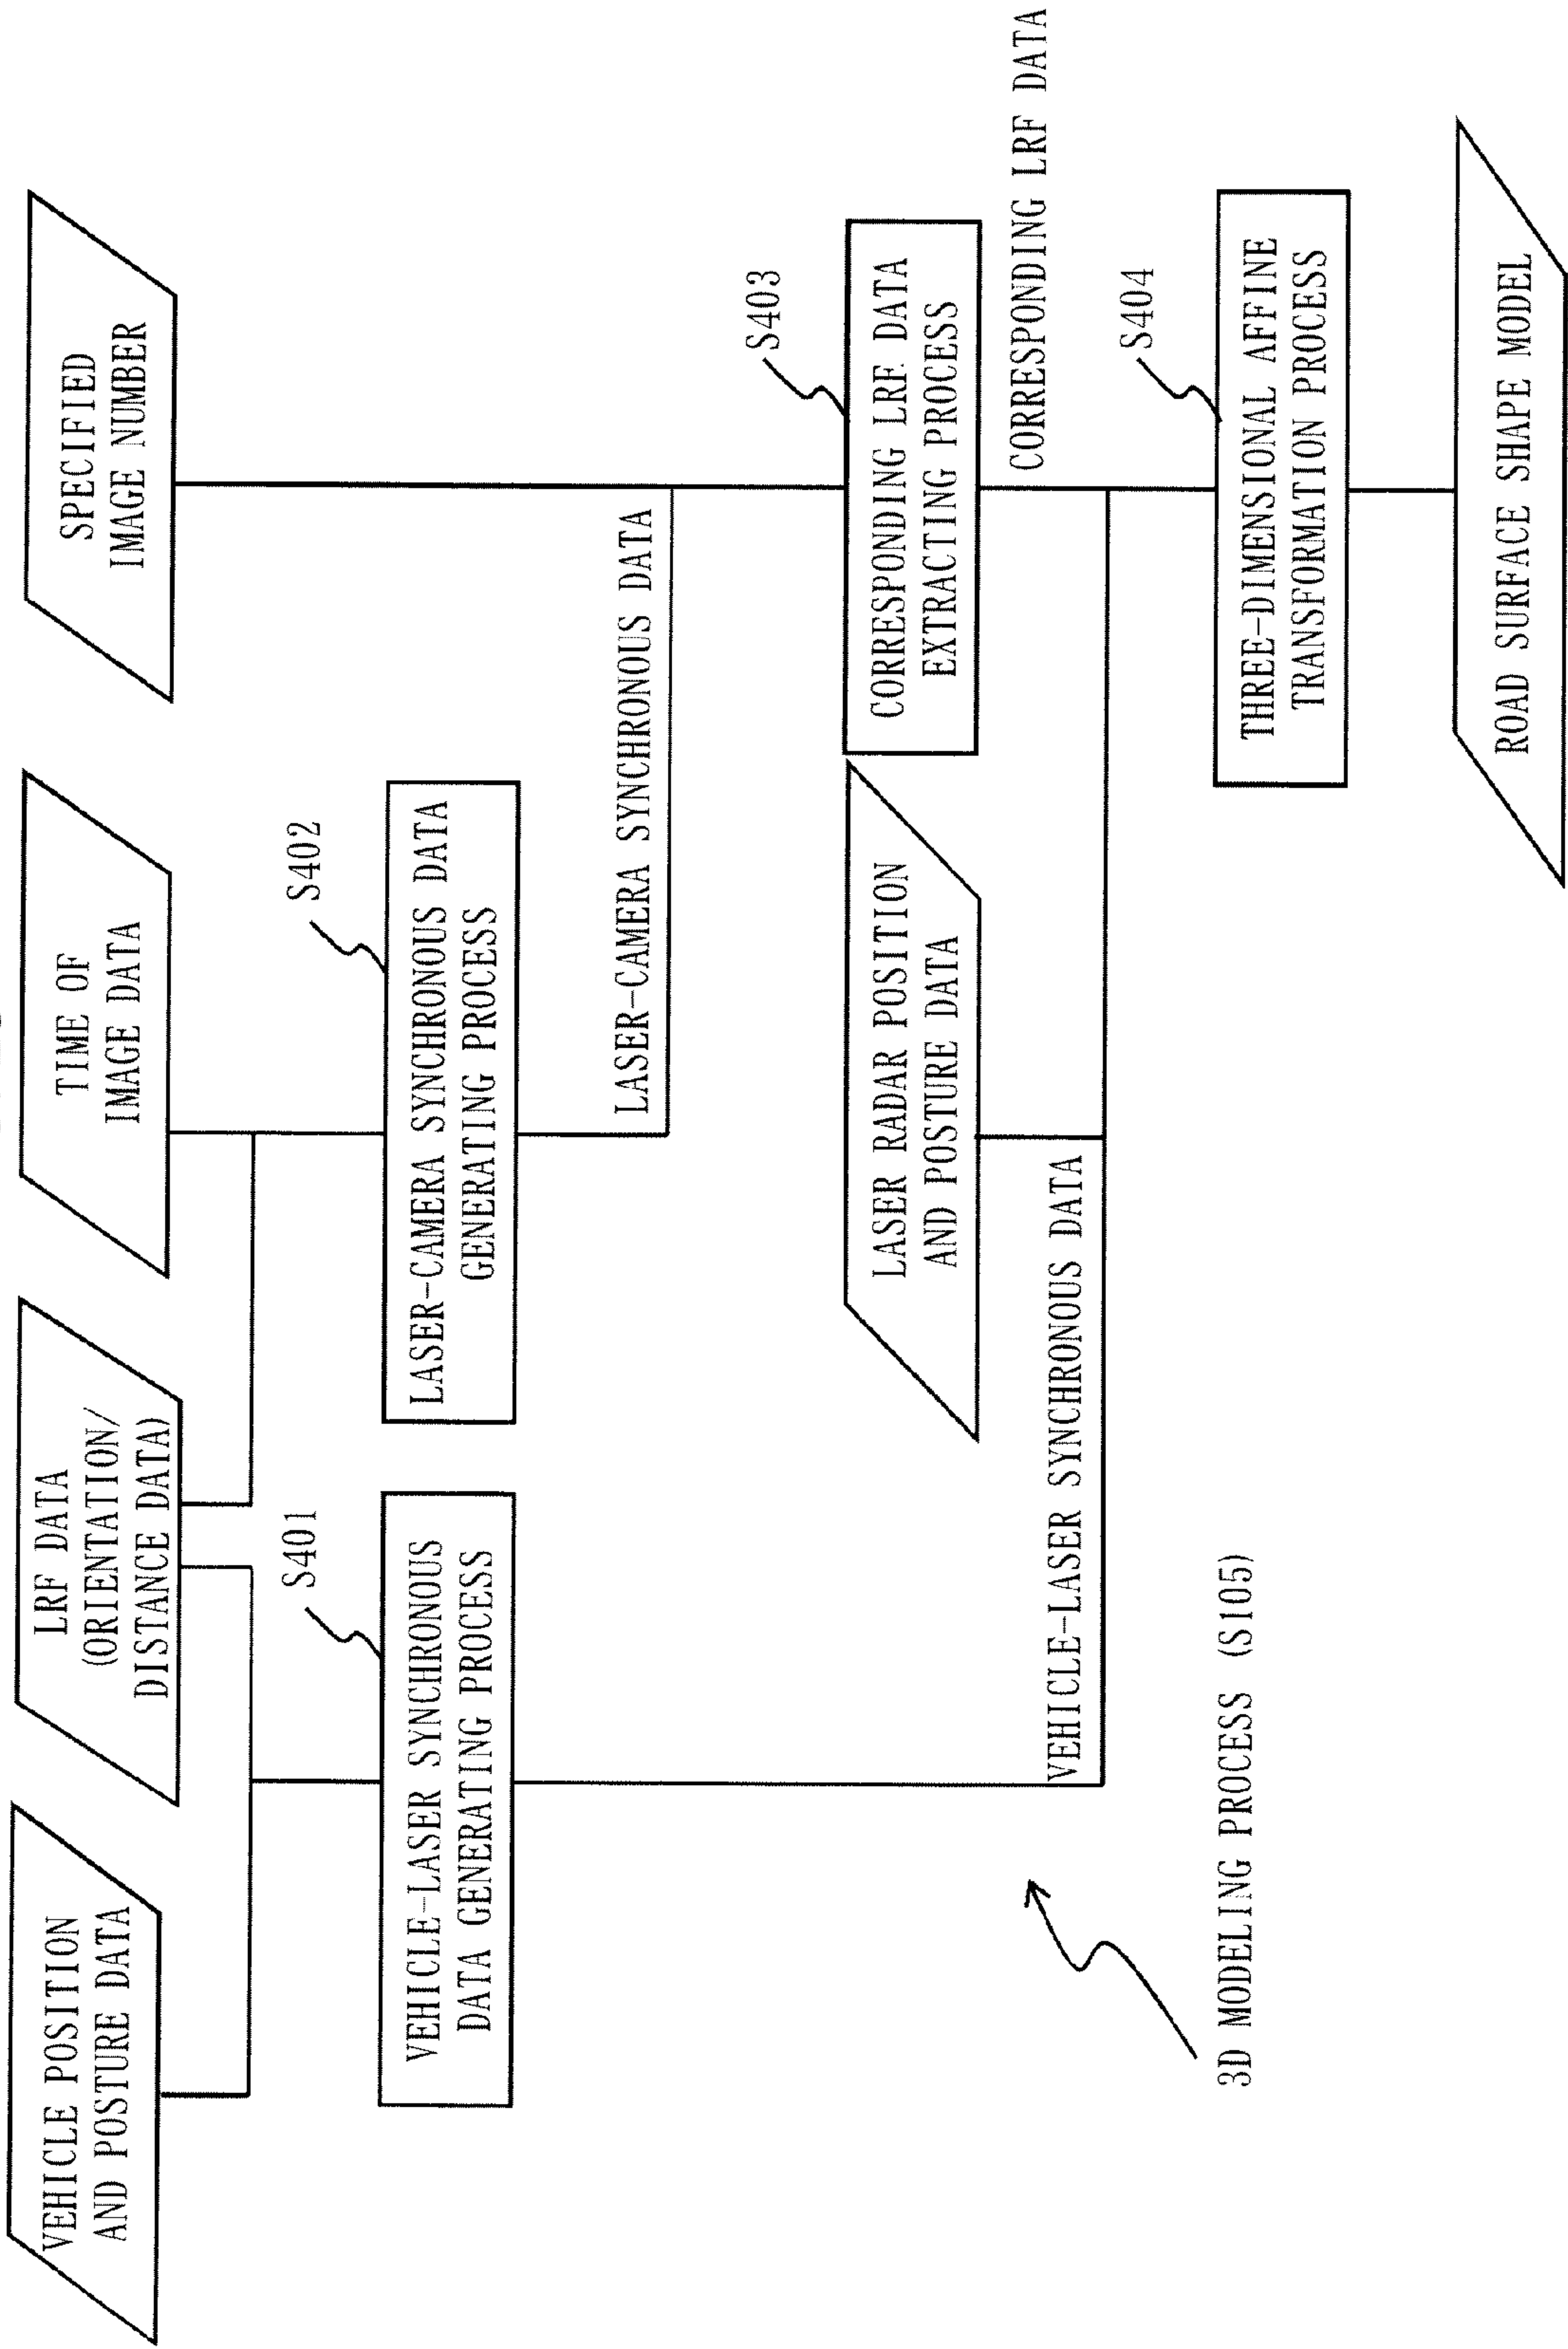 VEHICLE POSITION
AND POSTURE DATA
LRF DATA
(ORIENTATION/
DISTANCE DATA)
TIME OF
IMAGE DATA
SPECIFIED
IMAGE NUMBER
S401
VEHICLE-LASER SYNCHRONOUS
DATA GENERATING PROCESS
S402
LASER-CAMERA SYNCHRONOUS DATA
GENERATING PROCESS
LASER-CAMERA SYNCHRONOUS DATA
S403
CORRESPONDING LRF DATA
EXTRACTING PROCESS
LASER RADAR POSITION
AND POSTURE DATA
CORRESPONDING LRF DATA
VEHICLE-LASER SYNCHRONOUS DATA
S404
THREE-DIMENSIONAL AFFINE
TRANSFORMATION PROCESS
3D MODELING PROCESS (S105)
ROAD SURFACE SHAPE MODEL